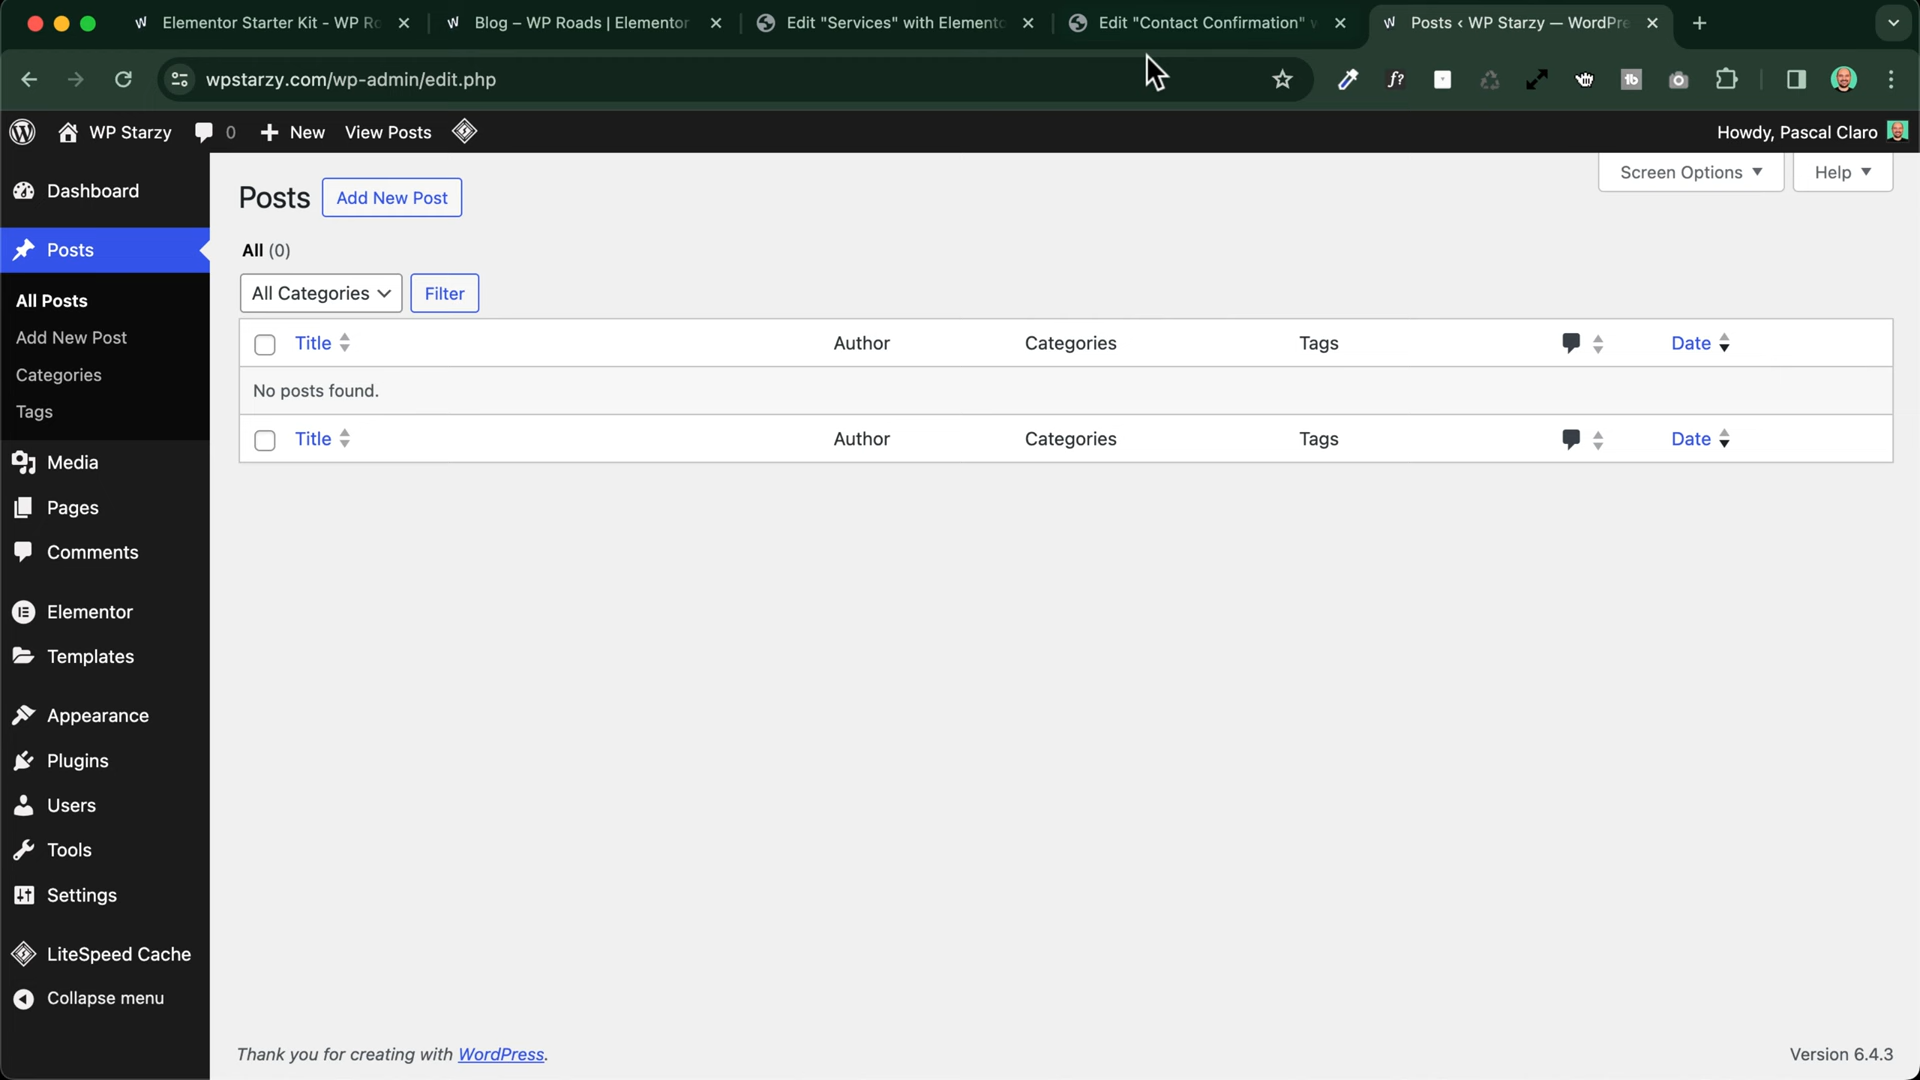 Elementor Starter Kit - WP Ro
Blog – WP Roads | Elementor
Edit "Services" with Elemento
Edit "Contact Confirmation" w
Posts ‹ WP Starzy — WordPre
wpstarzy.com/wp-admin/edit.php
f?
tb
WP Starzy
0
New
View Posts
Howdy, Pascal Claro
Screen Options
Help
Dashboard
Posts
All Posts
Add New Post
Categories
Tags
Media
Pages
Comments
Elementor
Templates
Appearance
Plugins
Users
Tools
Settings
LiteSpeed Cache
Collapse menu
Posts
Add New Post
All (0)
All Categories
Filter
Title Author Categories Tags Date
No posts found.
Title Author Categories Tags Date
Thank you for creating with WordPress.
Version 6.4.3